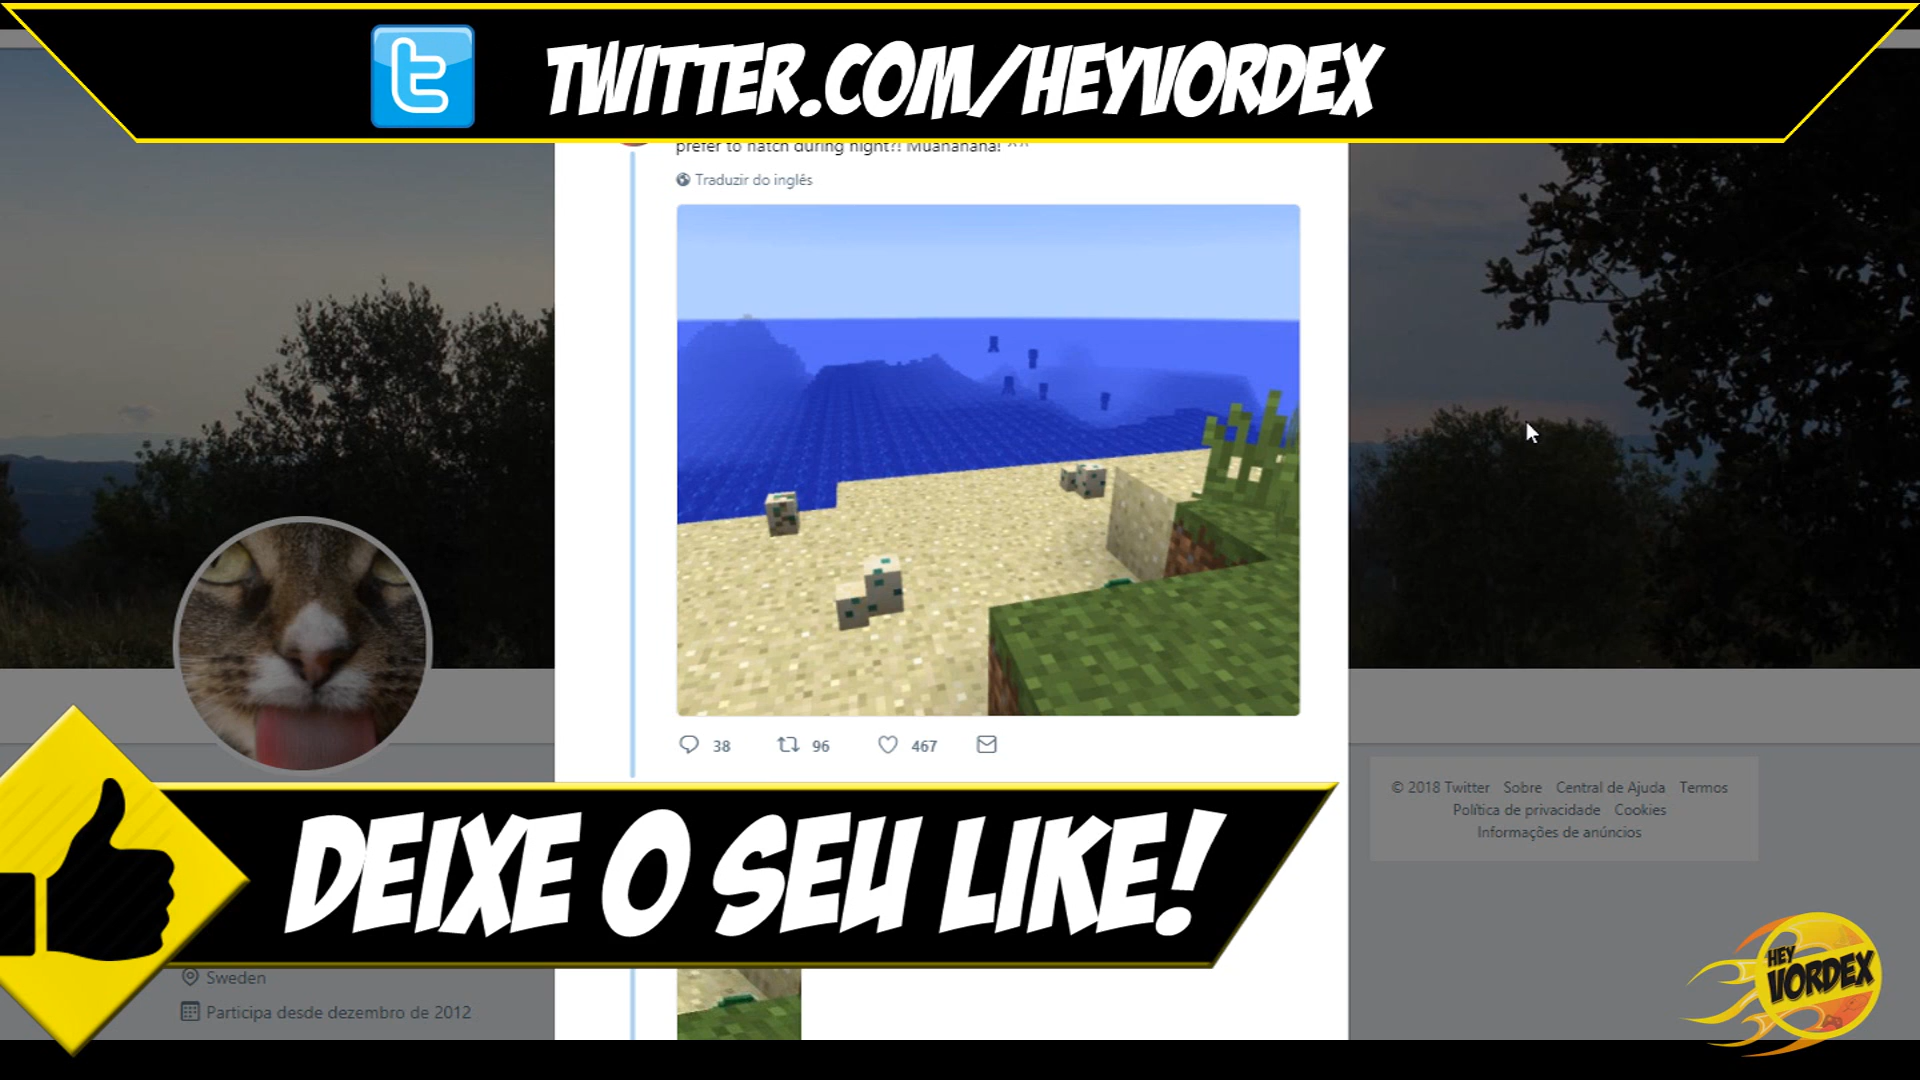 TWITTER.COM/HEYVORDEX
prefer to hatch during night?! Muahahaha! ^^
Traduzir do inglês
38 96 467
© 2018 Twitter Sobre Central de Ajuda Termos
Política de privacidade Cookies
Informações de anúncios
DEIXE O SEU LIKE!
Sweden
Participa desde dezembro de 2012
HEY
VORDEX